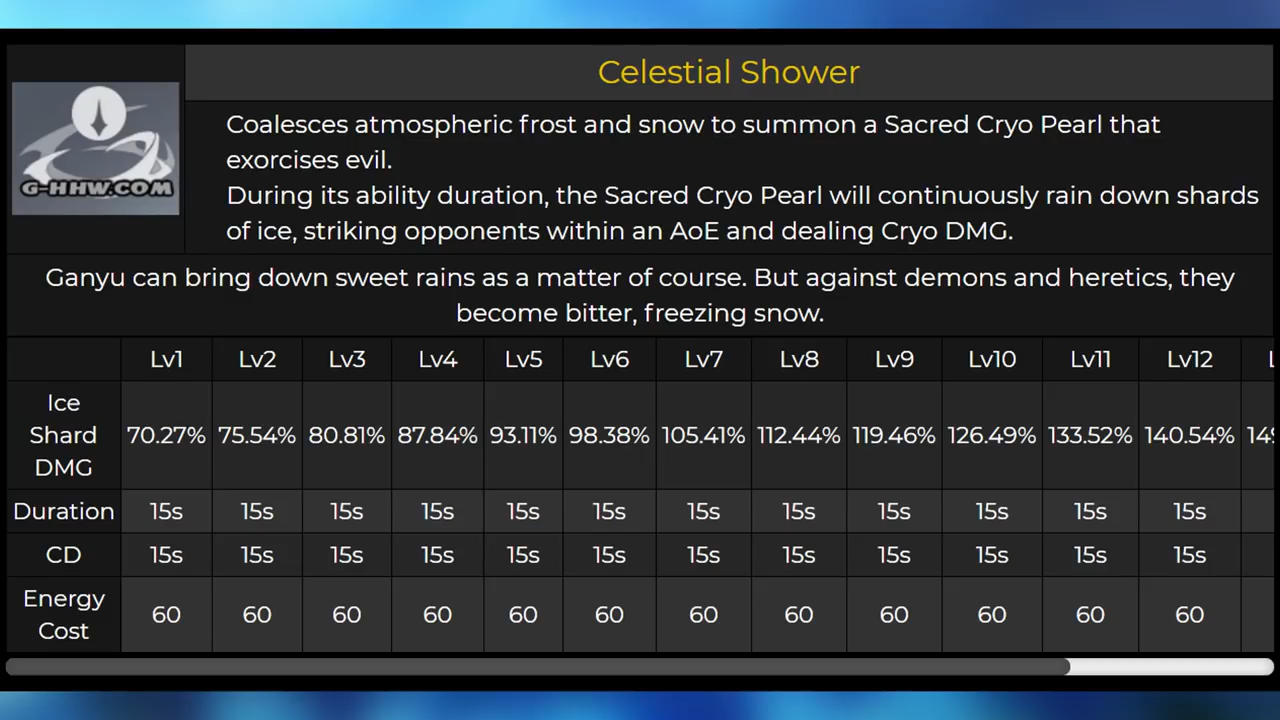 Celestial Shower
G-HHW.COM
Coalesces atmospheric frost and snow to summon a Sacred Cryo Pearl that
exorcises evil.
During its ability duration, the Sacred Cryo Pearl will continuously rain down shards
of ice, striking opponents within an AoE and dealing Cryo DMG.
Ganyu can bring down sweet rains as a matter of course. But against demons and heretics, they
become bitter, freezing snow.
Lv1 Lv2 Lv3 Lv4 Lv5 Lv6 Lv7 Lv8 Lv9 Lv10 Lv11 Lv12
Ice
Shard
DMG
70.27% 75.54% 80.81% 87.84% 93.11% 98.38% 105.41% 112.44% 119.46% 126.49% 133.52% 140.54%
Duration 15s 15s 15s 15s 15s 15s 15s 15s 15s 15s 15s 15s
CD 15s 15s 15s 15s 15s 15s 15s 15s 15s 15s 15s 15s
Energy
Cost
60 60 60 60 60 60 60 60 60 60 60 60